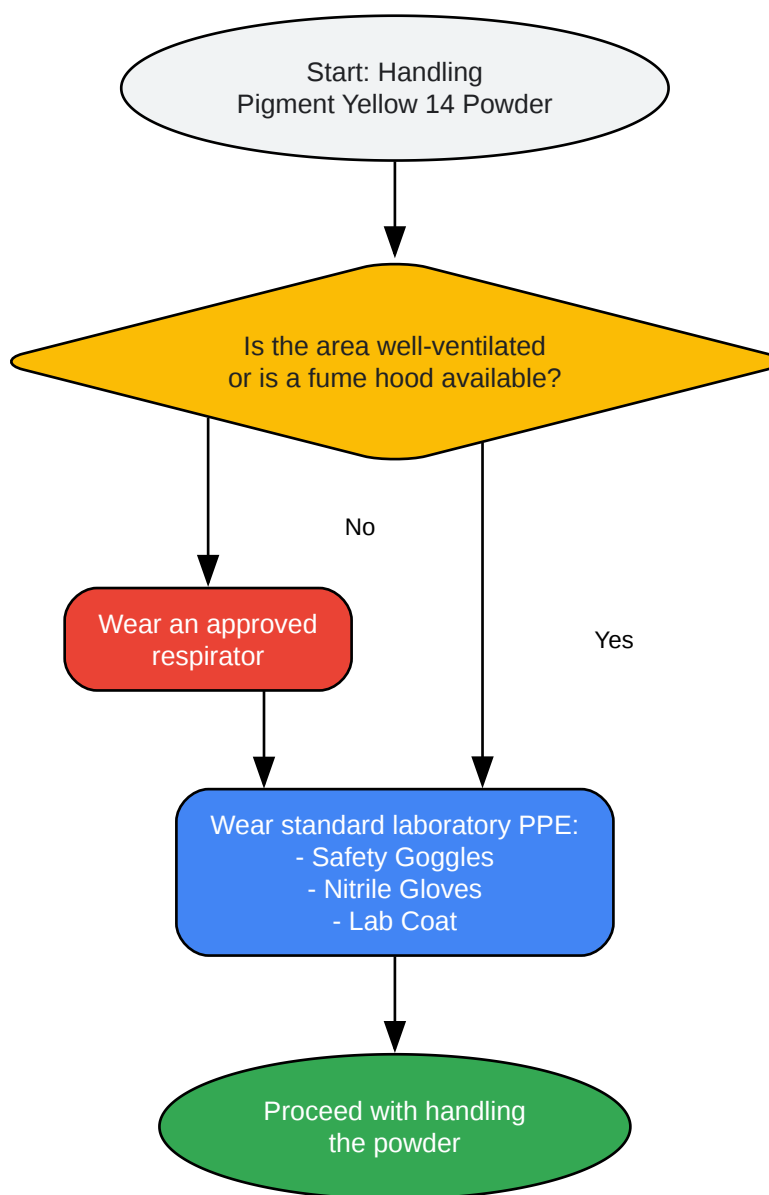 Start: Handling
Pigment Yellow 14 Powder
Is the area well-ventilated
or is a fume hood available?
No
Wear an approved
respirator
Yes
Wear standard laboratory PPE:
- Safety Goggles
- Nitrile Gloves
- Lab Coat
Proceed with handling
the powder